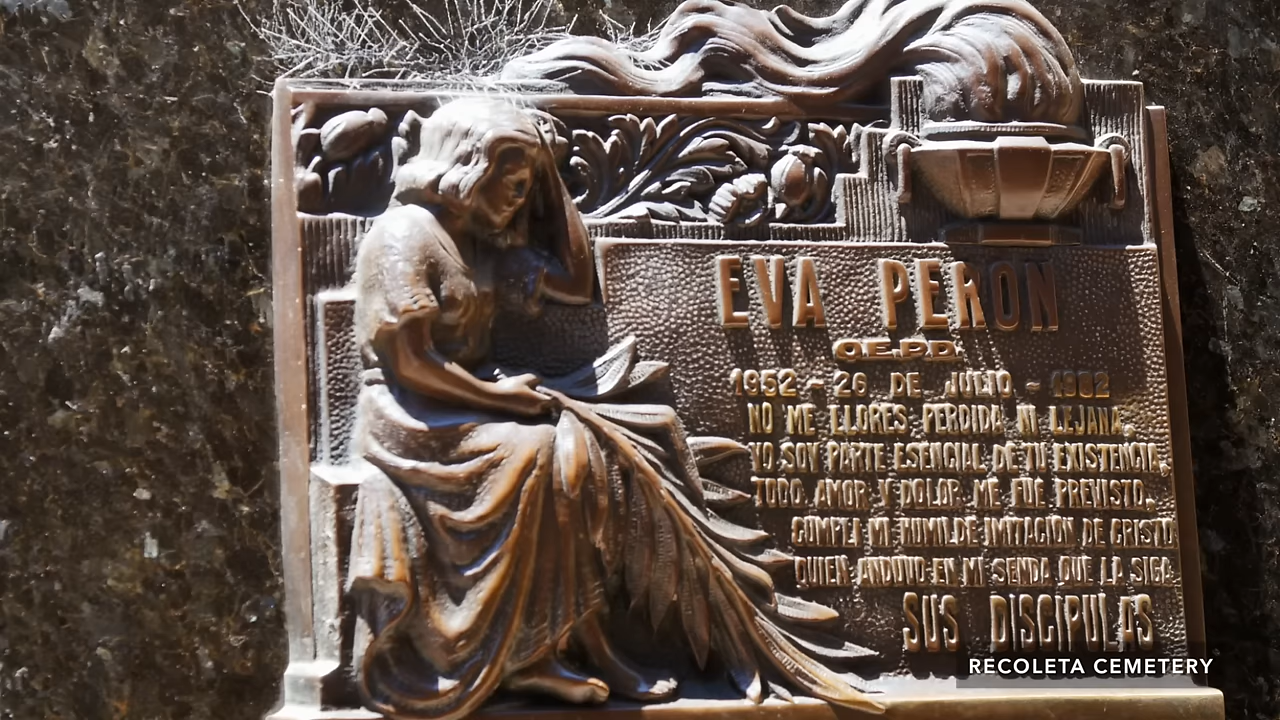 EVA PERON
Q.E.P.D.
1952 - 26 DE JULIO - 1982
NO ME LLORES PERDIDA NI LEJANA,
YO SOY PARTE ESENCIAL DE TU EXISTENCIA,
TODO AMOR Y DOLOR ME FUE PREVISTO,
CUMPLI MI HUMILDE IMITACION DE CRISTO
QUIEN ANDUVO EN MI SENDA QUE LA SIGA
SUS DISCIPULAS
RECOLETA CEMETERY